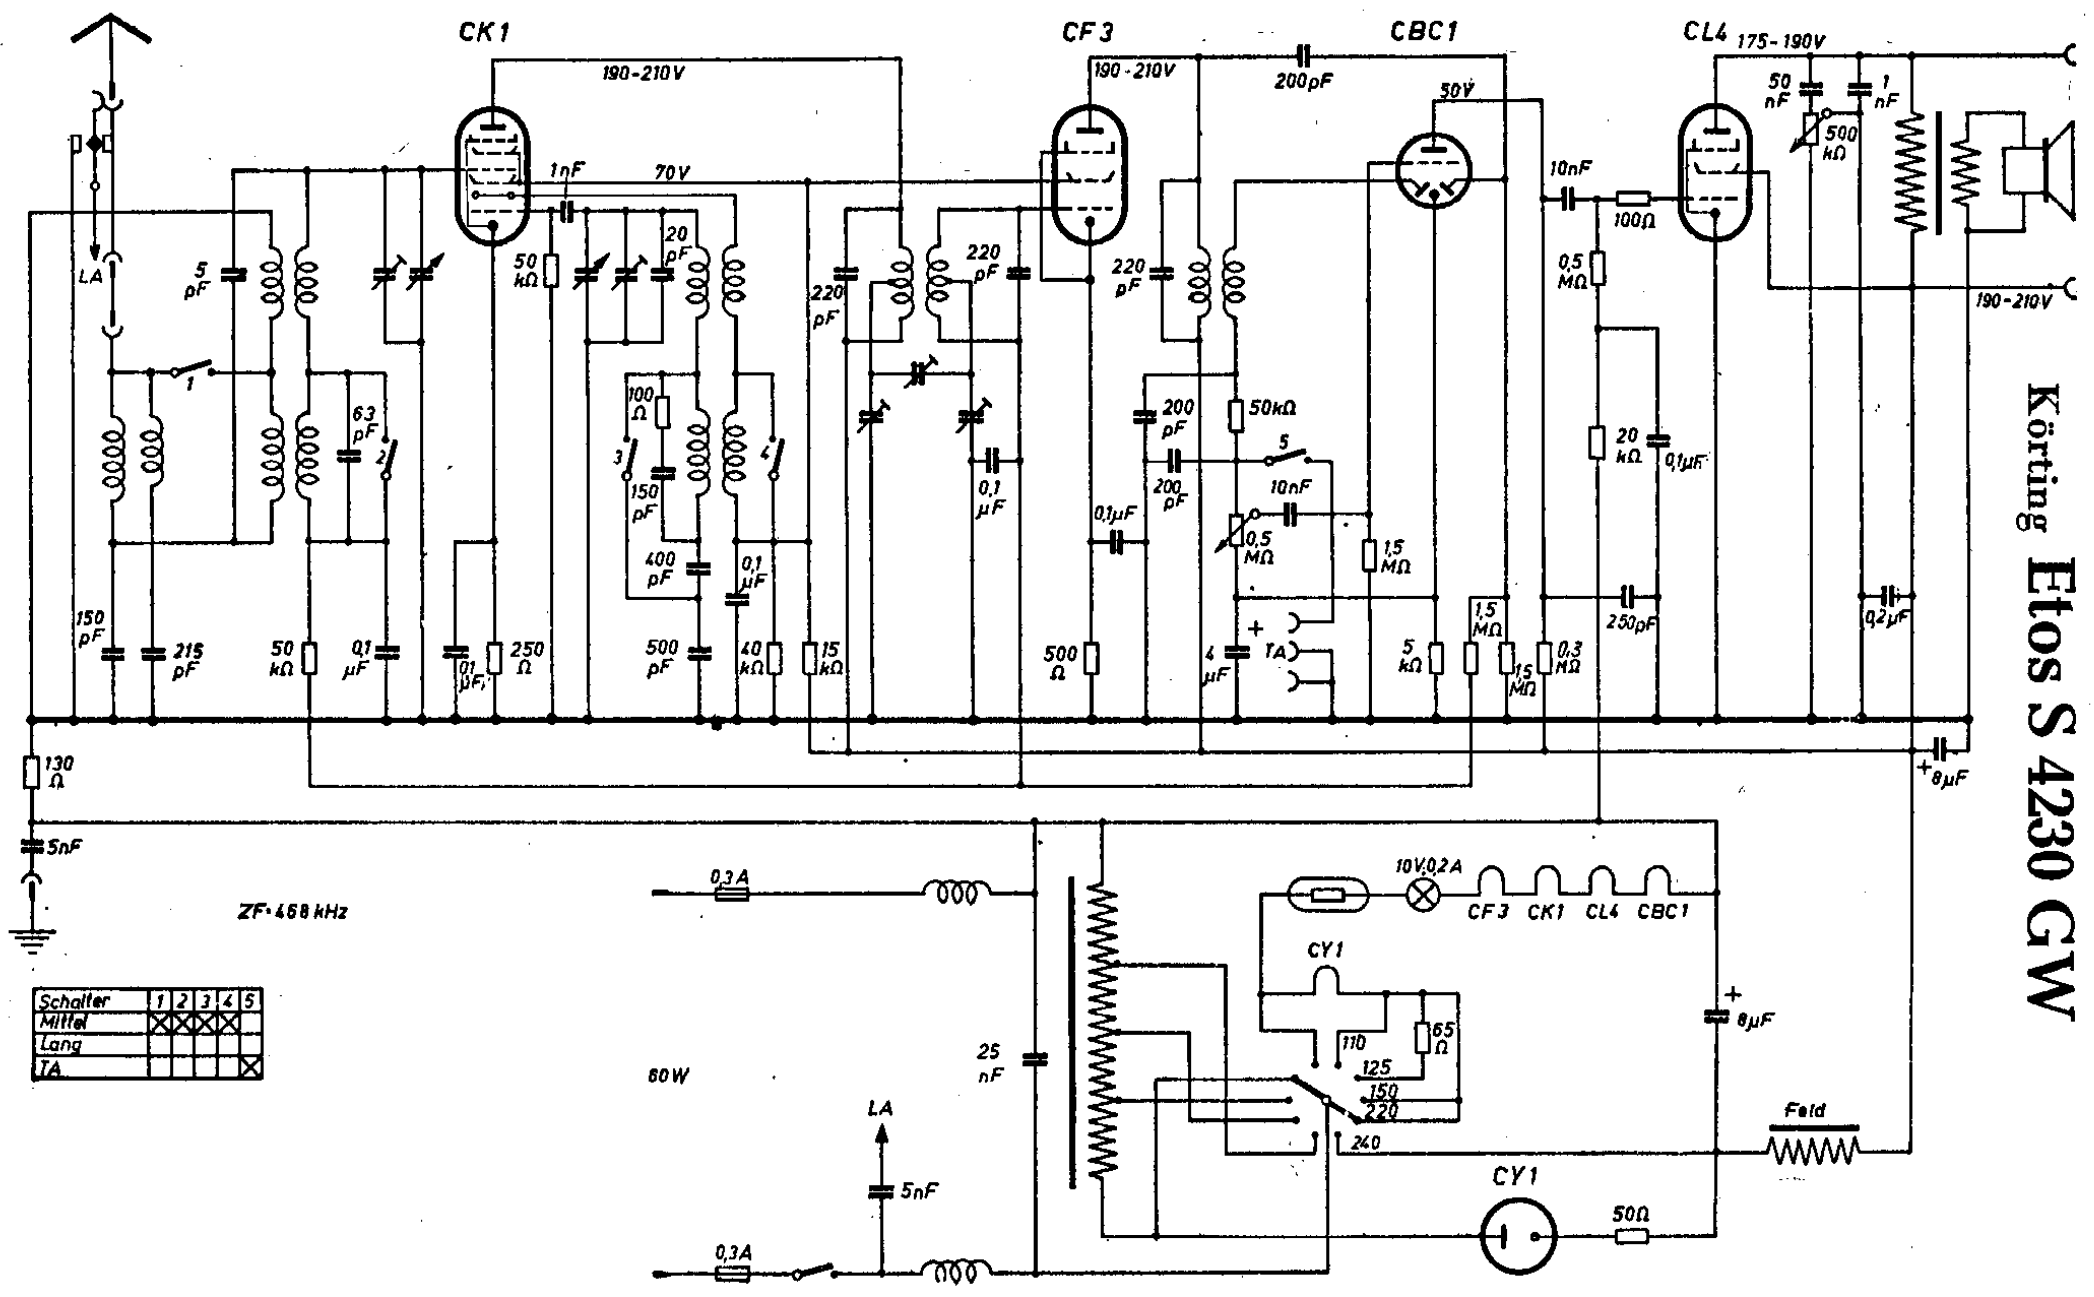 CK1
CF3
CBC1
CL4
175-190V
190-210V
190-210V
200pF
50V
50
nF
1
nF
500
kΩ
1nF
70V
10nF
100Ω
LA
5
pF
50
kΩ
20
pF
220
pF
220
pF
220
pF
0,5
MΩ
190-210V
1
63
pF
2
100
Ω
3
150
pF
4
200
pF
50kΩ
5
20
kΩ
0,1µF
0,1
µF
200
pF
10nF
0,1µF
0,5
MΩ
1,5
MΩ
400
pF
0,1
µF
150
pF
215
pF
50
kΩ
0,1
µF
0,1
µF
250
Ω
500
pF
40
kΩ
15
kΩ
500
Ω
+
4
µF
TA
5
kΩ
1,5
MΩ
1,5
MΩ
0,3
MΩ
250pF
0,2µF
130
Ω
+
8µF
5nF
ZF=468 kHz
0,3A
10V,0,2A
CF3
CK1
CL4
CBC1
CY1
65
Ω
+
8µF
110
125
150
220
240
25
nF
60W
Schalter 1 2 3 4 5
Mittel X X X X
Lang
TA X
LA
5nF
Feld
CY1
50Ω
0,3A
Körting Etos S 4230 GW